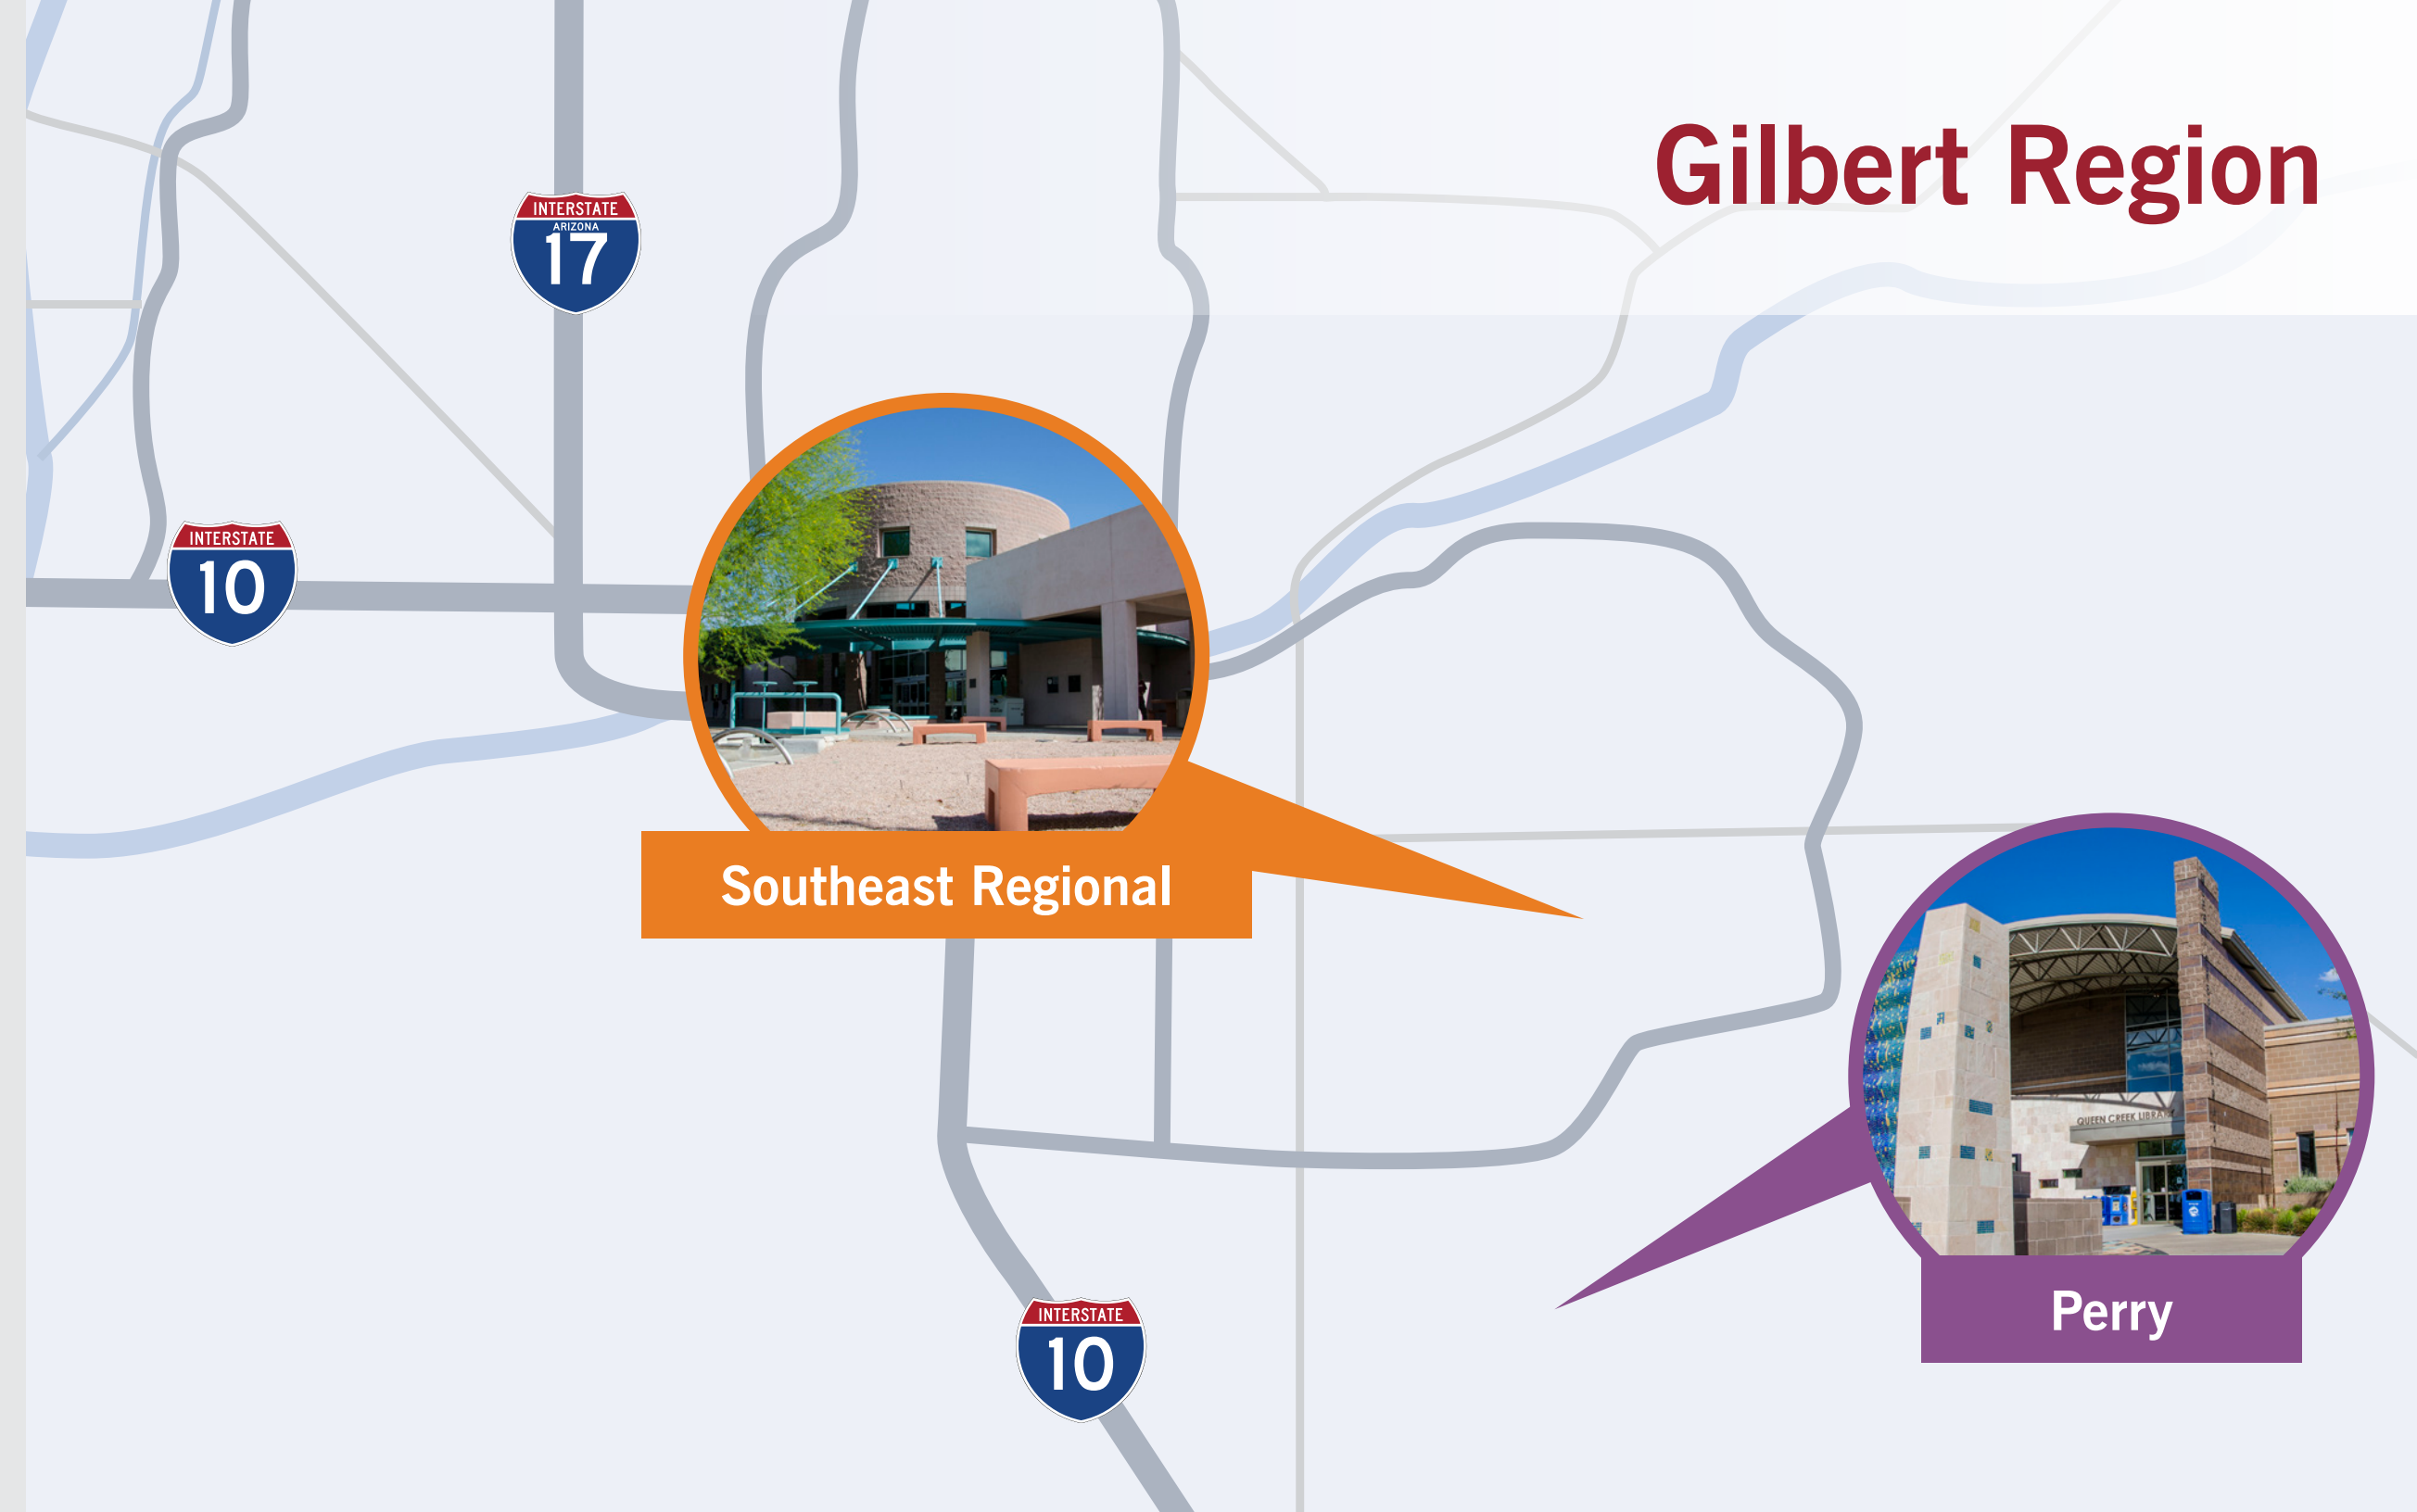 Gilbert Region
INTERSTATE
ARIZONA
17
INTERSTATE
10
Southeast Regional
QUEEN CREEK LIBRARY
Perry
INTERSTATE
10